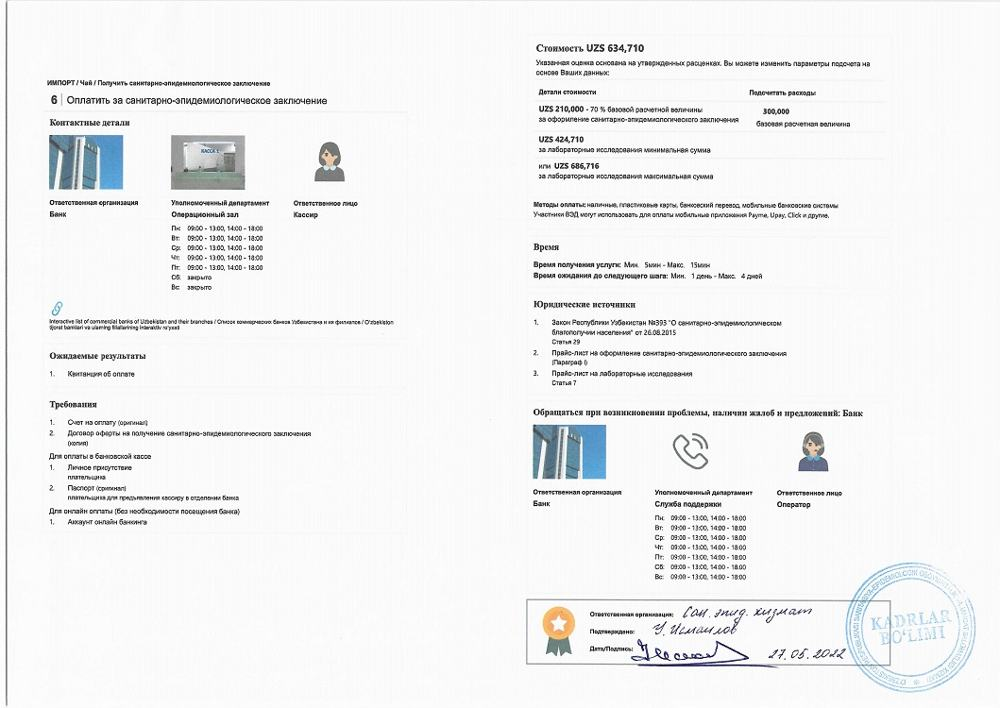 ИМПОРТ / Чай / Получить санитарно-эпидемиологическое заключение
6 Оплатить за санитарно-эпидемиологическое заключение
Контактные детали
КАССА
Ответственная организация
Банк
Уполномоченный департамент
Операционный зал
Пн: 09:00 - 13:00, 14:00 - 18:00
Вт: 09:00 - 13:00, 14:00 - 18:00
Ср: 09:00 - 13:00, 14:00 - 18:00
Чт: 09:00 - 13:00, 14:00 - 18:00
Пт: 09:00 - 13:00, 14:00 - 18:00
Сб: закрыто
Вс: закрыто
Ответственное лицо
Кассир
Interactive list of commercial banks of Uzbekistan and their branches / Список коммерческих банков Узбекистана и их филиалов / O'zbekiston
tijorat banklari va ularning filiallarining interaktiv ro'yxati
Ожидаемые результаты
1. Квитанция об оплате
Требования
1. Счет на оплату (оригинал)
2. Договор оферты на получение санитарно-эпидемиологического заключения
(копия)
Для оплаты в банковской кассе
1. Личное присутствие
плательщика
2. Паспорт (оригинал)
плательщика для предъявления кассиру в отделении банка
Для онлайн оплаты (без необходимости посещения банка)
1. Аккаунт онлайн банкинга
Стоимость UZS 634,710
Указанная оценка основана на утвержденных расценках. Вы можете изменить параметры подсчета на
основе Ваших данных:
Детали стоимости Подсчитать расходы
UZS 210,000 - 70 % базовой расчетной величины
за оформление санитарно-эпидемиологического заключения
300,000
базовая расчетная величина
UZS 424,710
за лабораторные исследования минимальная сумма
или UZS 686,716
за лабораторные исследования максимальная сумма
Методы оплаты: наличные, пластиковые карты, банковский перевод, мобильные банковские системы
Участники ВЭД могут использовать для оплаты мобильные приложения Payme, Upay, Click и другие.
Время
Время получения услуги: Мин. 5мин - Макс. 15мин
Время ожидания до следующего шага: Мин. 1 день - Макс. 4 дней
Юридические источники
1. Закон Республики Узбекистан №393 "О санитарно-эпидемиологическом
благополучии населения" от 26.08.2015
Статья 29
2. Прайс-лист на оформление санитарно-эпидемиологического заключения
(Параграф I)
3. Прайс-лист на лабораторные исследования
Статья 7
Обращаться при возникновении проблемы, наличии жалоб и предложений: Банк
Ответственная организация
Банк
Уполномоченный департамент
Служба поддержки
Пн: 09:00 - 13:00, 14:00 - 18:00
Вт: 09:00 - 13:00, 14:00 - 18:00
Ср: 09:00 - 13:00, 14:00 - 18:00
Чт: 09:00 - 13:00, 14:00 - 18:00
Пт: 09:00 - 13:00, 14:00 - 18:00
Сб: 09:00 - 13:00, 14:00 - 18:00
Вс: 09:00 - 13:00, 14:00 - 18:00
Ответственное лицо
Оператор
Ответственная организация: Сан. эпид. хизмат
Подтверждено: У. Исмаилов
Дата/Подпись: 27.05.2022
KADRLAR
BO'LIMI